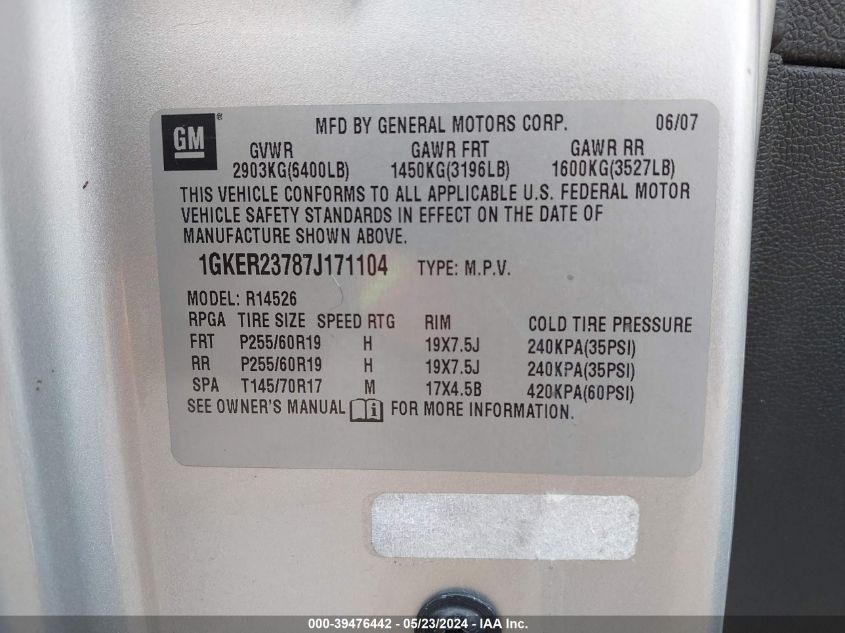 GM ® MFD BY GENERAL MOTORS CORP. 06/07
GVWR GAWR FRT GAWR RR
2903KG(6400LB) 1450KG(3196LB) 1600KG(3527LB)
THIS VEHICLE CONFORMS TO ALL APPLICABLE U.S. FEDERAL MOTOR
VEHICLE SAFETY STANDARDS IN EFFECT ON THE DATE OF
MANUFACTURE SHOWN ABOVE.
1GKER23787J171104 TYPE: M.P.V.
MODEL: R14526
RPGA TIRE SIZE SPEED RTG RIM COLD TIRE PRESSURE
FRT P255/60R19 H 19X7.5J 240KPA(35PSI)
RR P255/60R19 H 19X7.5J 240KPA(35PSI)
SPA T145/70R17 M 17X4.5B 420KPA(60PSI)
SEE OWNER'S MANUAL i FOR MORE INFORMATION.
000-39476442 - 05/23/2024 - IAA Inc.